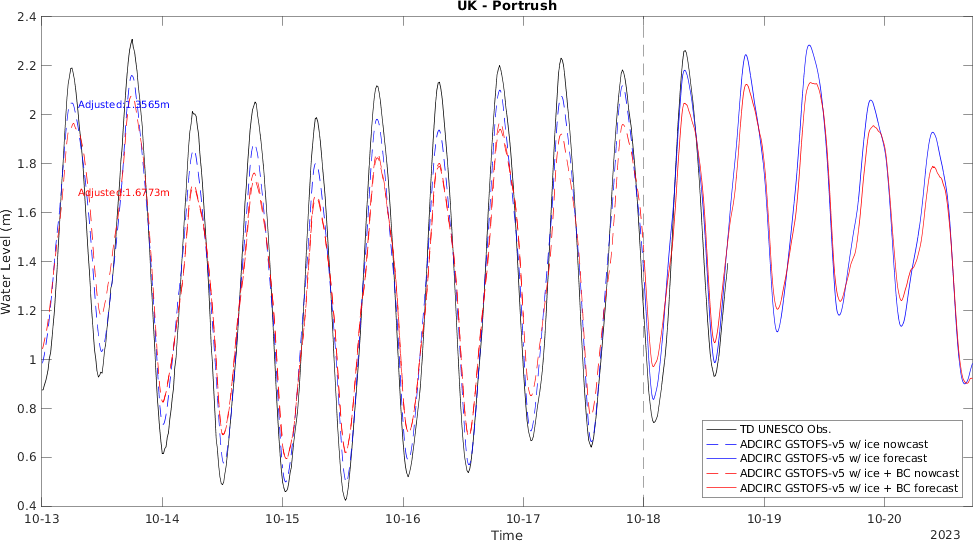 UK - Portrush
2.4
2.2
2
1.8
1.6
1.4
1.2
1
0.8
0.6
0.4
Water Level (m)
Adjusted:1.3565m
Adjusted:1.6773m
TD UNESCO Obs.
ADCIRC GSTOFS-v5 w/ ice nowcast
ADCIRC GSTOFS-v5 w/ ice forecast
ADCIRC GSTOFS-v5 w/ ice + BC nowcast
ADCIRC GSTOFS-v5 w/ ice + BC forecast
10-13 10-14 10-15 10-16 10-17 10-18 10-19 10-20
Time
2023